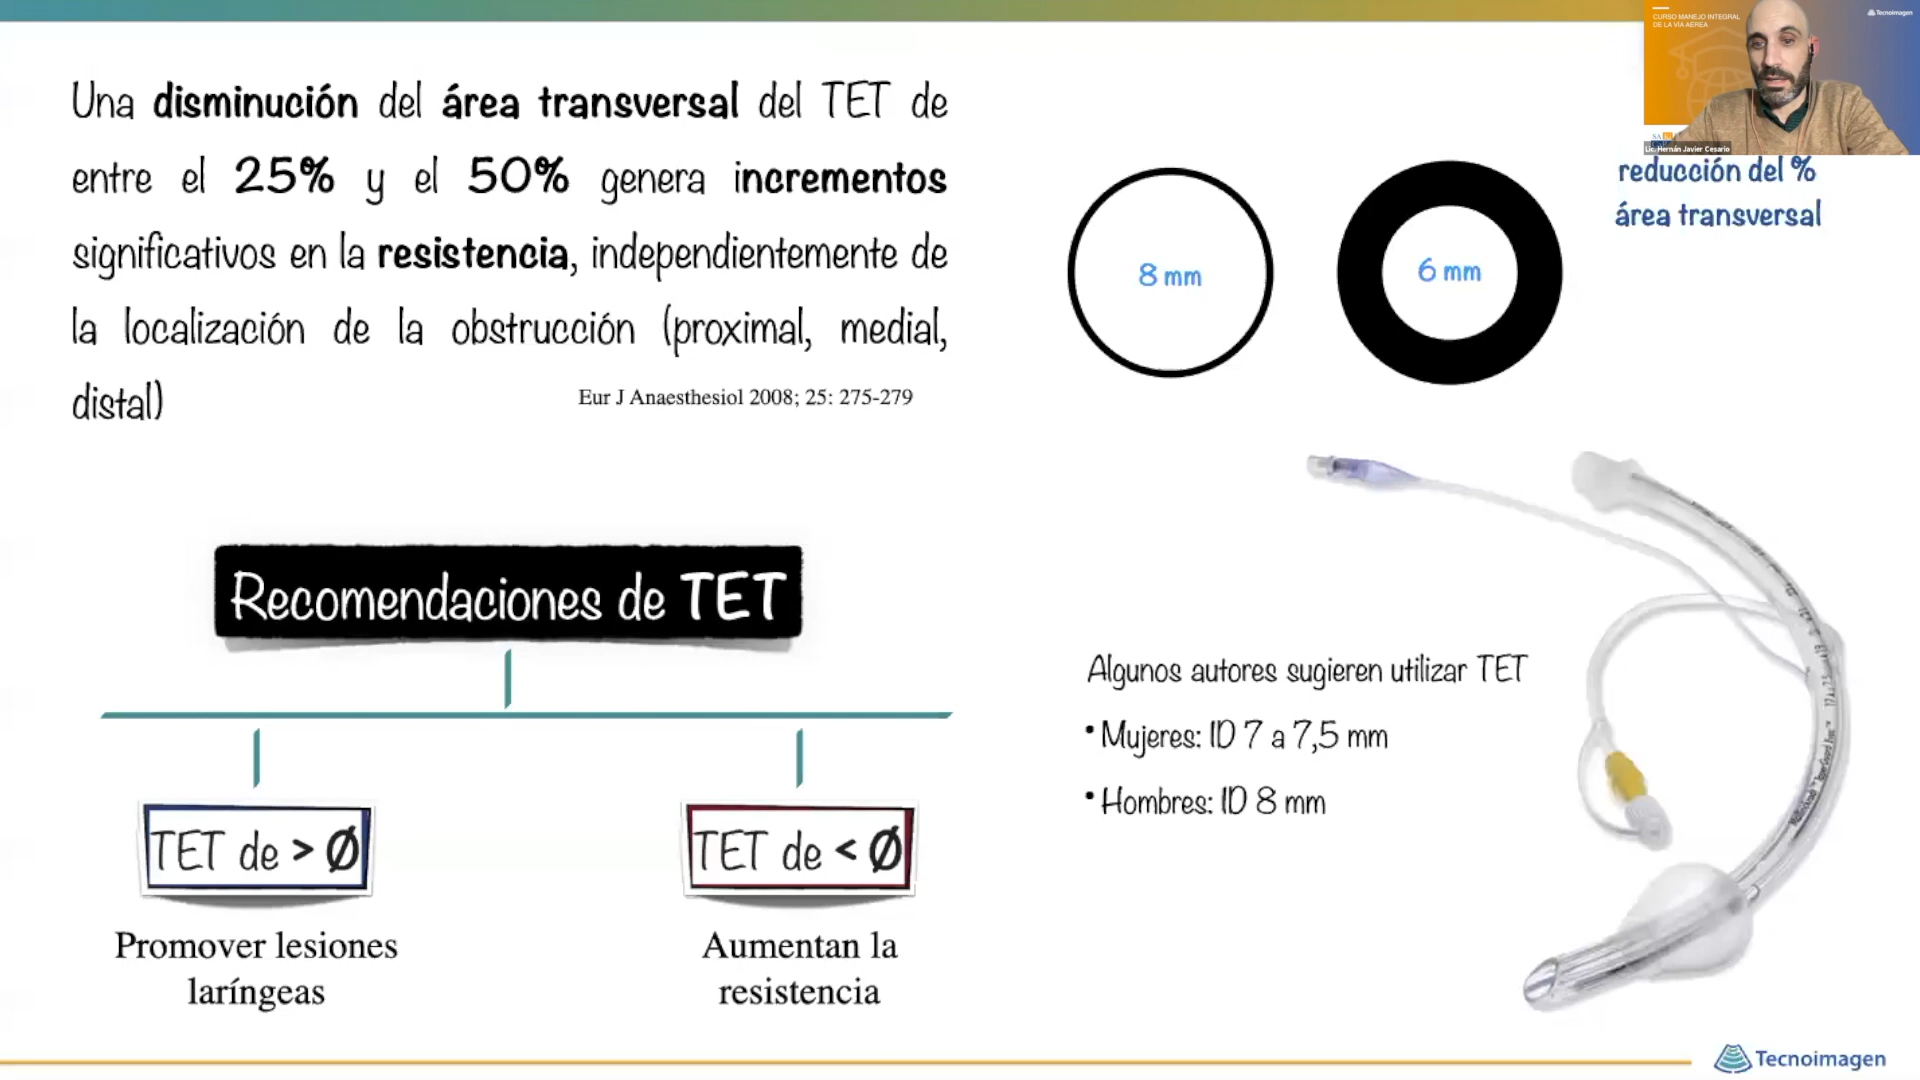 Una disminución del área transversal del TET de
entre el 25% y el 50% genera incrementos
significativos en la resistencia, independientemente de
la localización de la obstrucción (proximal, medial,
distal)
Eur J Anaesthesiol 2008; 25: 275-279
8 mm
6 mm
CURSO MANEJO INTEGRAL
DE LA VÍA AÉREA
Tecnoimagen
Lic. Hernán Javier Cesario
reducción del %
área transversal
Recomendaciones de TET
TET de > Ø
Promover lesiones
laríngeas
TET de < Ø
Aumentan la
resistencia
Algunos autores sugieren utilizar TET
• Mujeres: ID 7 a 7,5 mm
• Hombres: ID 8 mm
Tecnoimagen